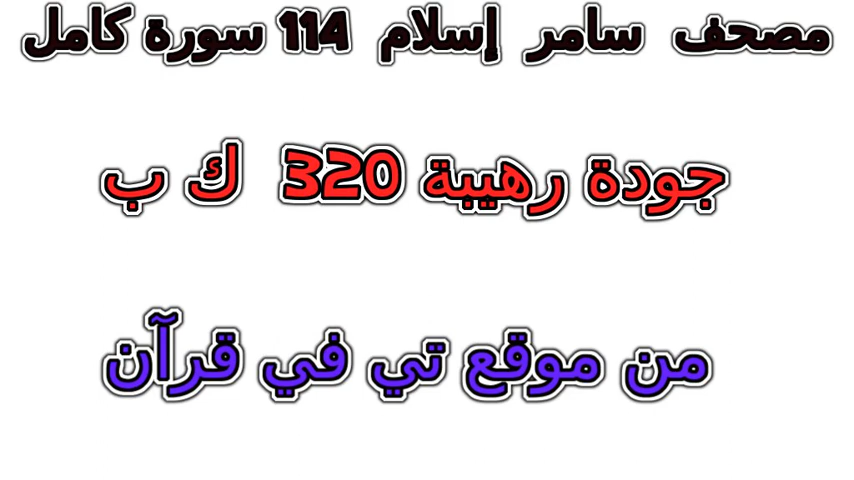 مصحف سامر إسلام 114 سورة كامل
جودة رهيبة 320 ك ب
من موقع تي في قرآن